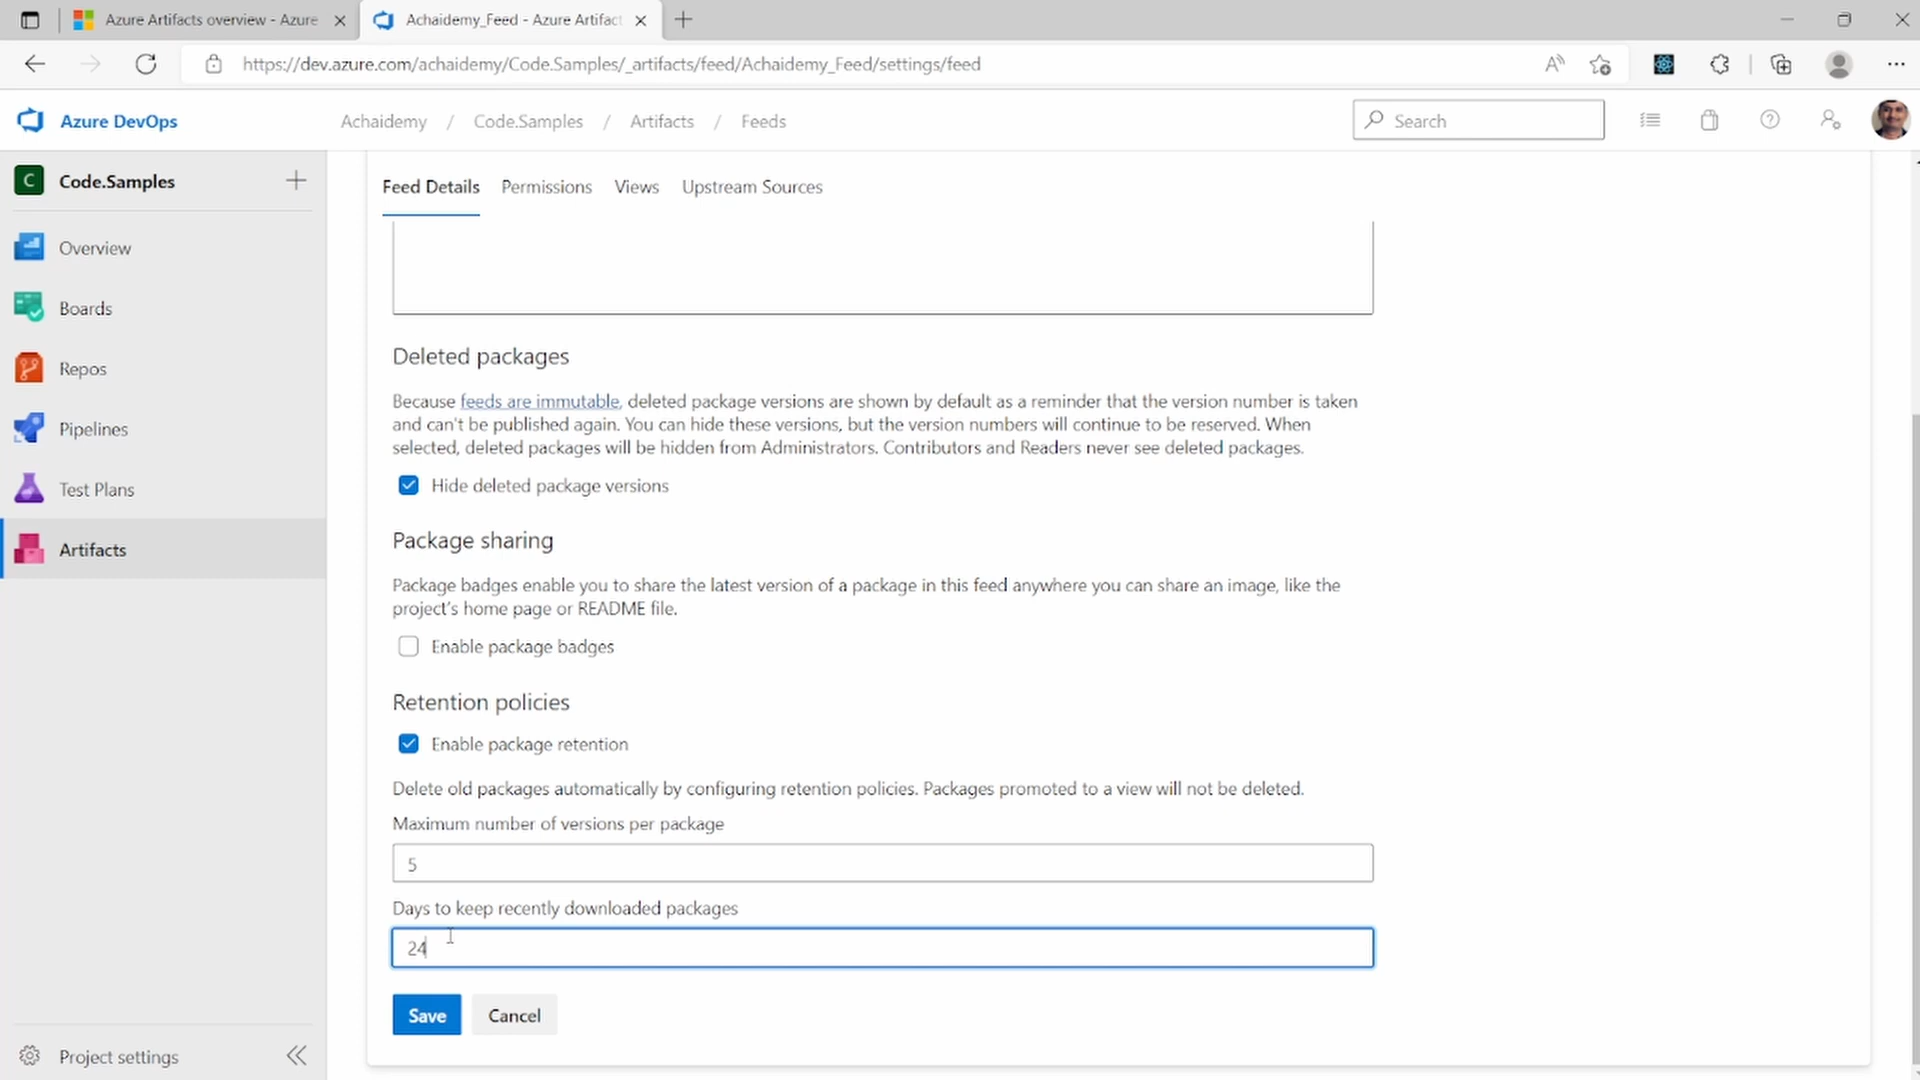 Azure Artifacts overview - Azure
Achaidemy_Feed - Azure Artifact
https://dev.azure.com/achaidemy/Code.Samples/_artifacts/feed/Achaidemy_Feed/settings/feed
Azure DevOps
Achaidemy / Code.Samples / Artifacts / Feeds
Search
C Code.Samples
Overview
Boards
Repos
Pipelines
Test Plans
Artifacts
Project settings
Feed Details Permissions Views Upstream Sources
Deleted packages
Because feeds are immutable, deleted package versions are shown by default as a reminder that the version number is taken
and can't be published again. You can hide these versions, but the version numbers will continue to be reserved. When
selected, deleted packages will be hidden from Administrators. Contributors and Readers never see deleted packages.
Hide deleted package versions
Package sharing
Package badges enable you to share the latest version of a package in this feed anywhere you can share an image, like the
project's home page or README file.
Enable package badges
Retention policies
Enable package retention
Delete old packages automatically by configuring retention policies. Packages promoted to a view will not be deleted.
Maximum number of versions per package
5
Days to keep recently downloaded packages
24
Save Cancel